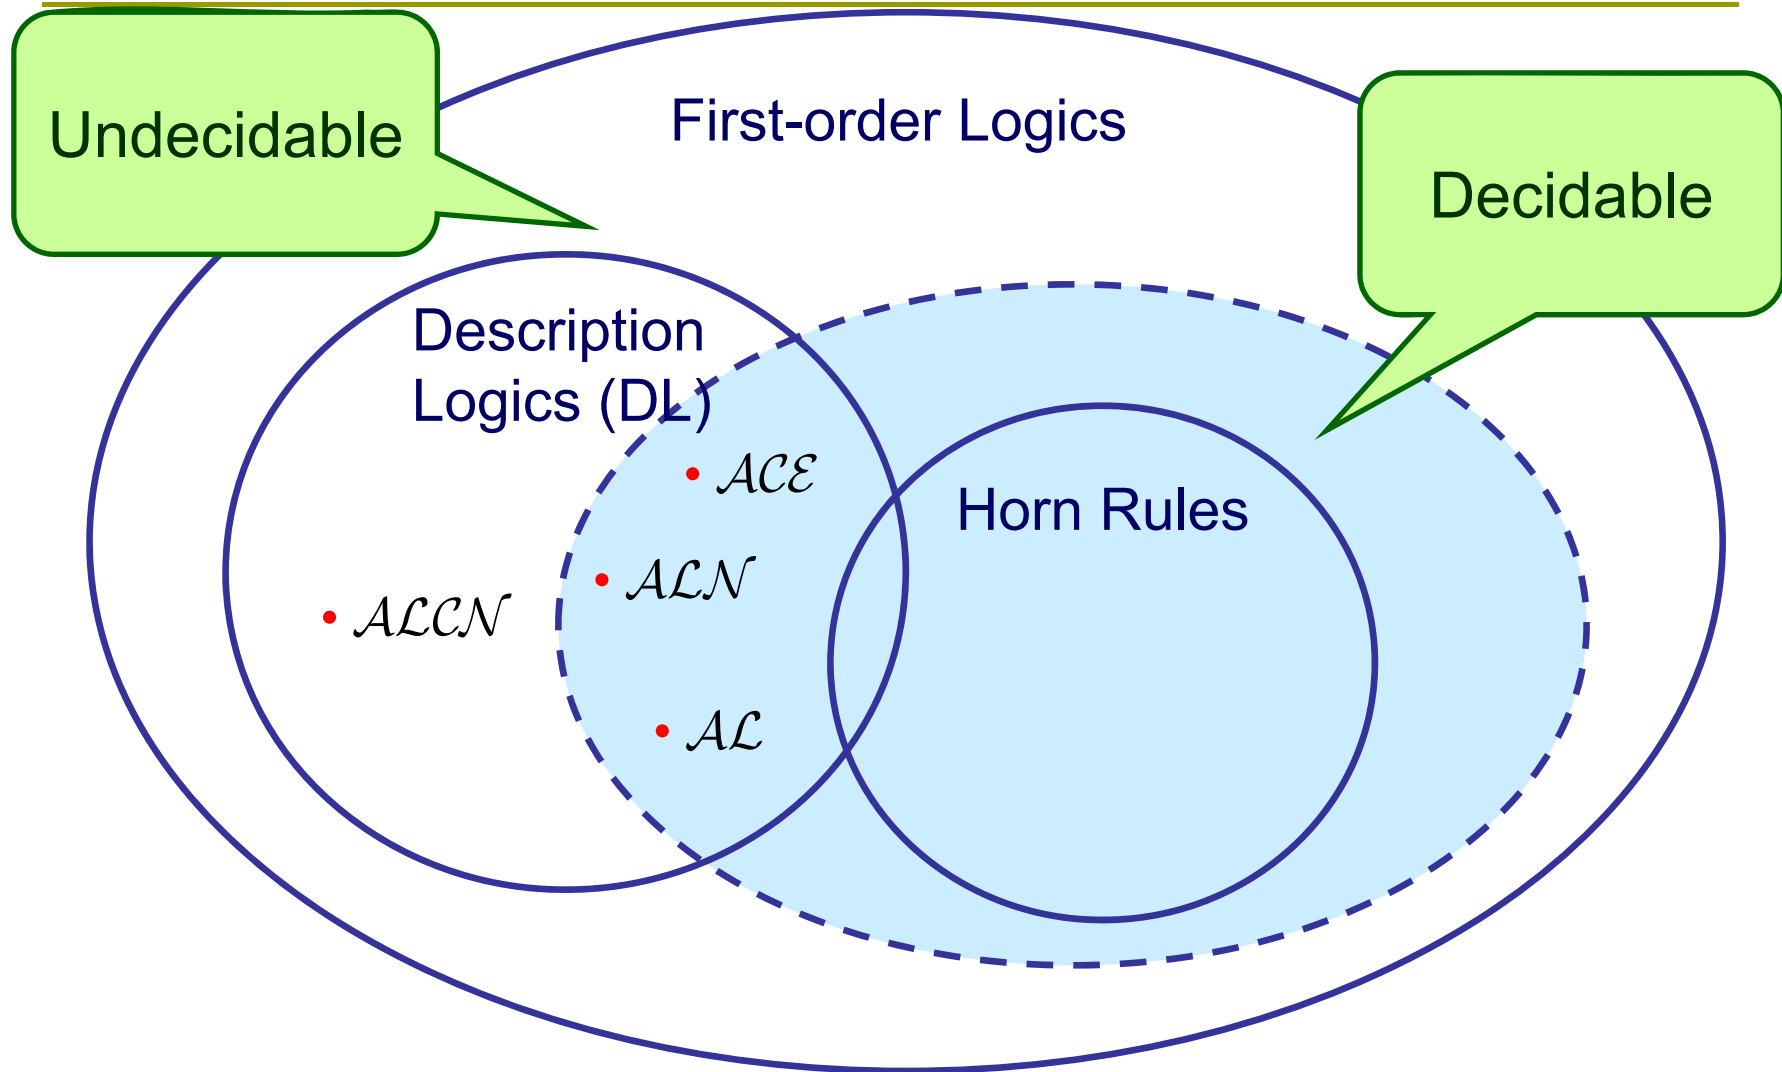 Undecidable
First-order Logics
Decidable
Description
Logics (DL)
ACE
Horn Rules
ALN
ALCN
AL